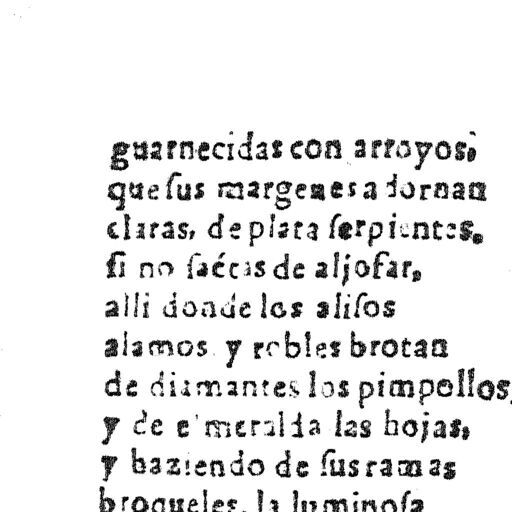 guarnecidas con arroyos,
que ſus margenes adornan
claras, de plata ſerpientes.
ſi no ſaétas de aljofar,
alli donde los aliſos
alamos y robles brotan
de diamantes los pimpollos,
y de eſmeralda las hojas,
y haziendo de ſus ramas
broqueles, la luminoſa